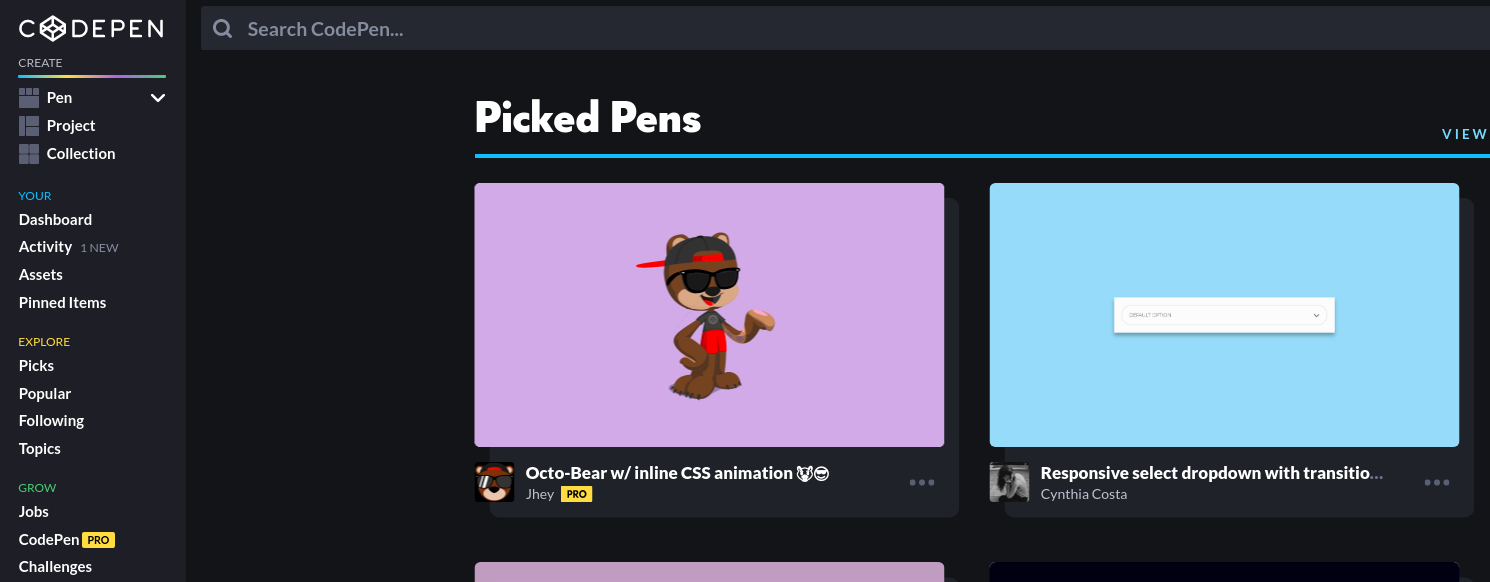 CODEPEN
CREATE
Pen
Project
Collection
YOUR
Dashboard
Activity 1 NEW
Assets
Pinned Items
EXPLORE
Picks
Popular
Following
Topics
GROW
Jobs
CodePen PRO
Challenges
Search CodePen...
Picked Pens
VIEW
DEFAULT OPTION
Octo-Bear w/ inline CSS animation 🐻😎
Jhey PRO
Responsive select dropdown with transitio...
Cynthia Costa